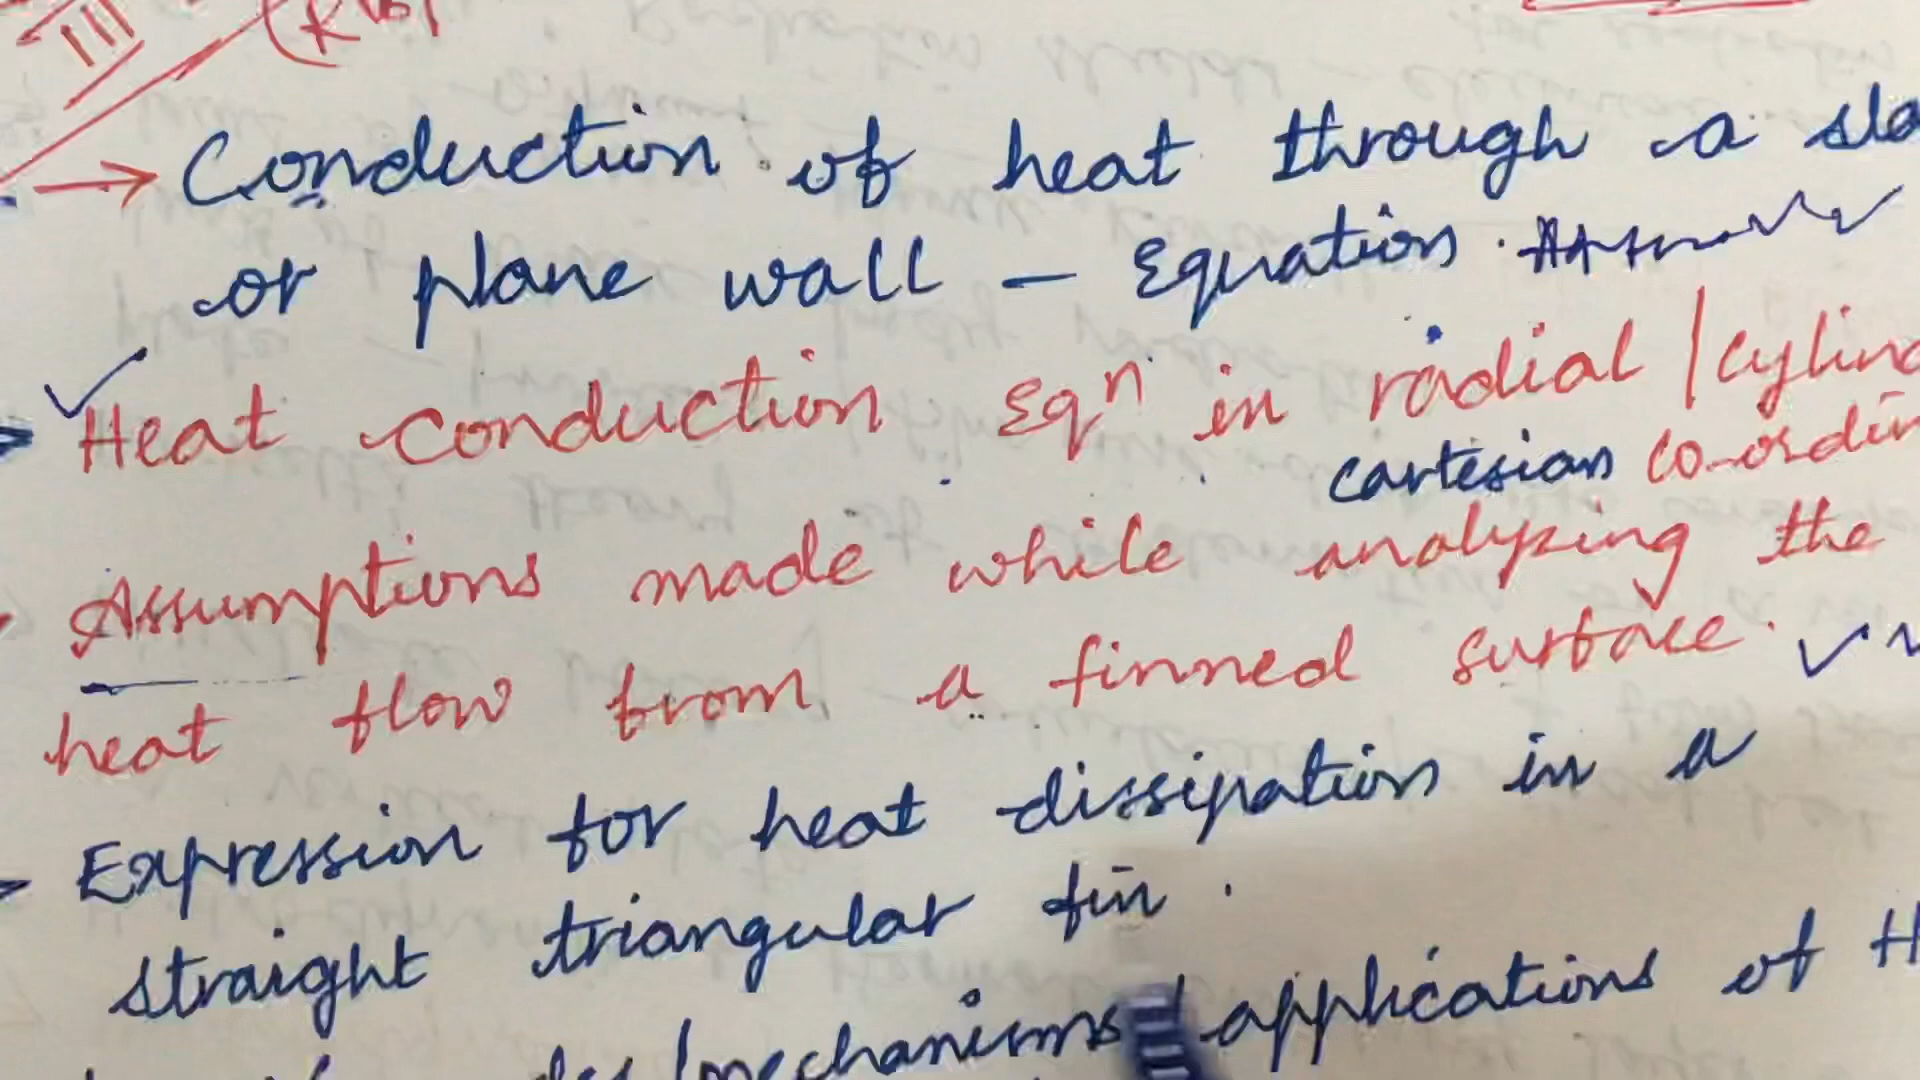 III
→ Conduction of heat through a sla
or plane wall – Equation.
Heat conduction Eqⁿ in radial / cylind
cartesian co-ordin
Assumptions made while analyzing the
heat flow from a finned surface.
Expression for heat dissipation in a
straight triangular fin.
/mechanisms / applications of H